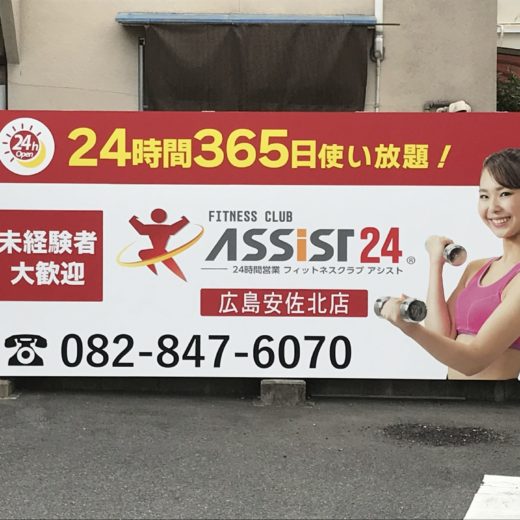 24h
Open
24時間365日使い放題!
未経験者
大歓迎
FITNESS CLUB
ASSiST24®
24時間営業 フィットネスクラブ アシスト
広島安佐北店
☎082-847-6070